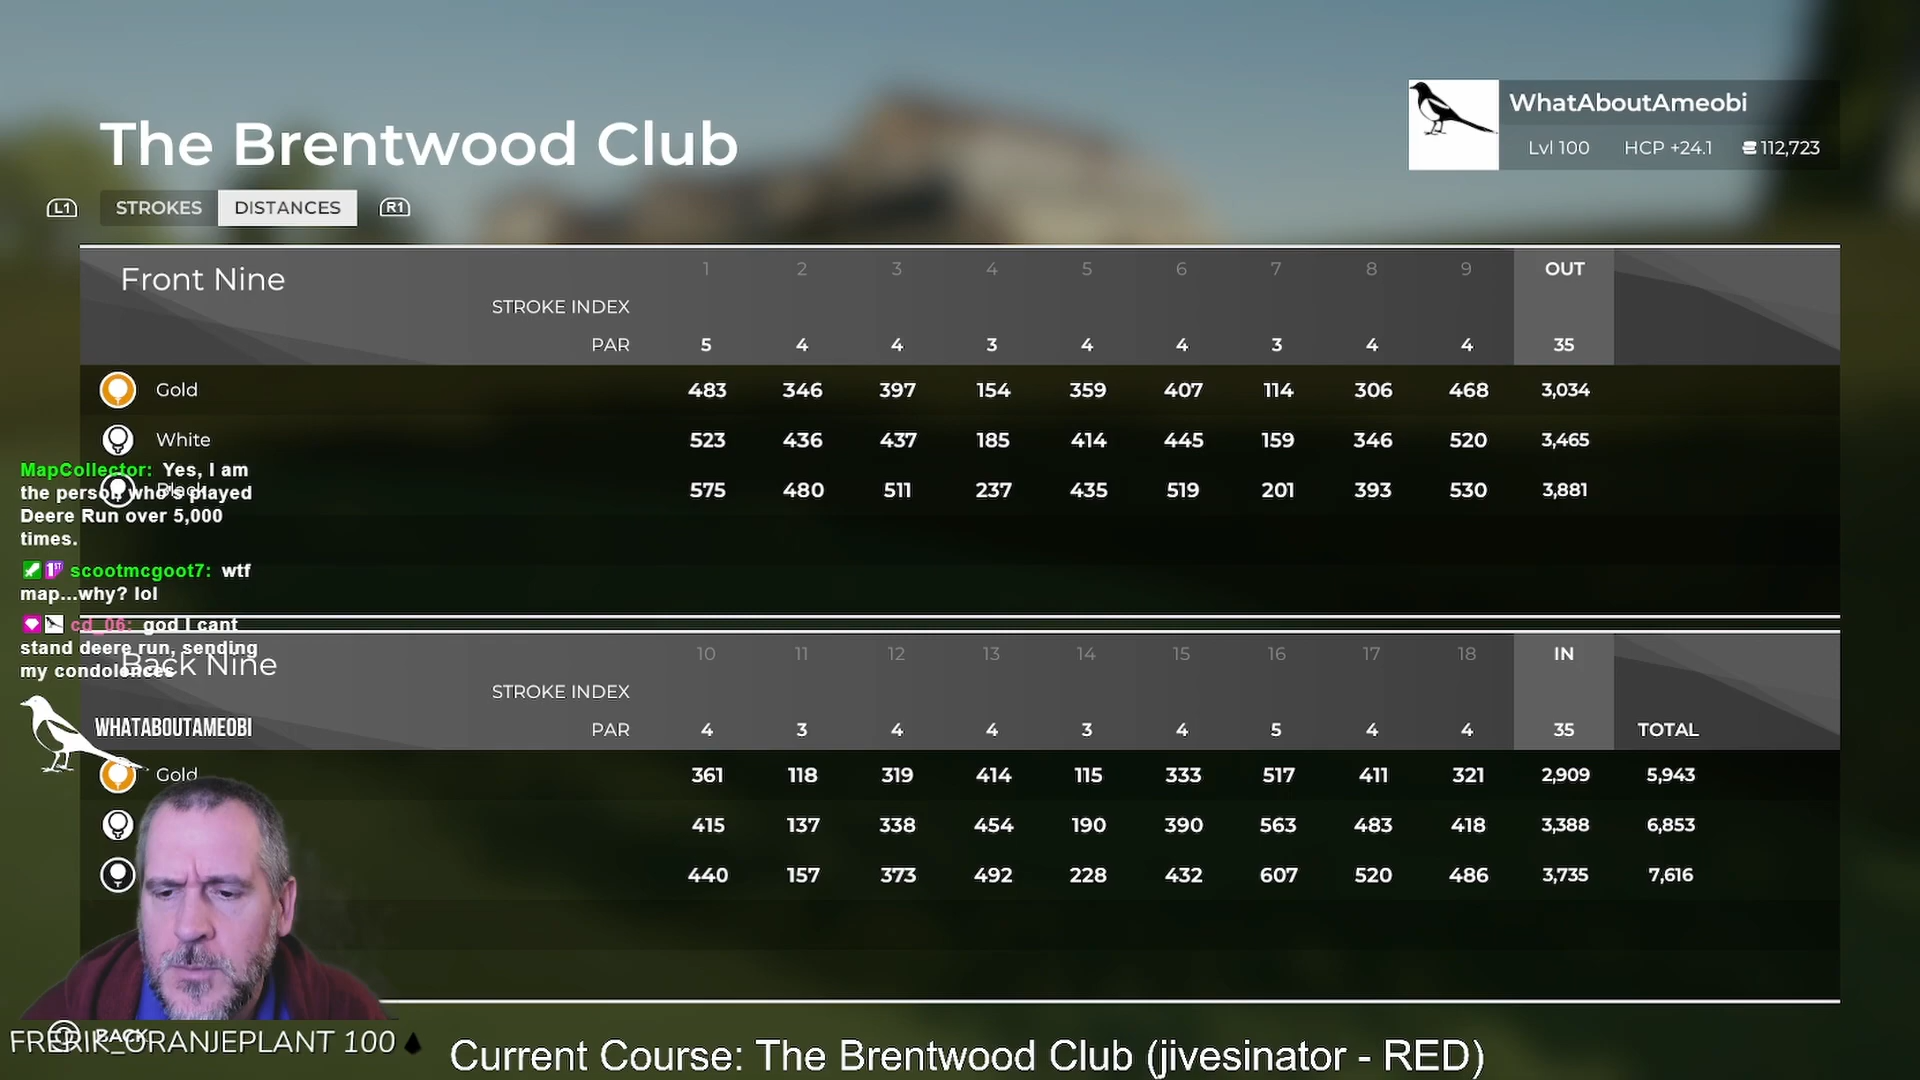 The Brentwood Club
WhatAboutAmeobi
Lvl 100 HCP +24.1 112,723
L1 STROKES DISTANCES R1
Front Nine 1 2 3 4 5 6 7 8 9 OUT
STROKE INDEX
PAR 5 4 4 3 4 4 3 4 4 35
Gold 483 346 397 154 359 407 114 306 468 3,034
White 523 436 437 185 414 445 159 346 520 3,465
Black 575 480 511 237 435 519 201 393 530 3,881
MapCollector: Yes, I am
the person who's played
Deere Run over 5,000
times.
1ST scootmcgoot7: wtf
map...why? lol
cd_06: god I cant
stand deere run, sending
my condolences
Back Nine 10 11 12 13 14 15 16 17 18 IN
STROKE INDEX
WHATABOUTAMEOBI
PAR 4 3 4 4 3 4 5 4 4 35 TOTAL
Gold 361 118 319 414 115 333 517 411 321 2,909 5,943
415 137 338 454 190 390 563 483 418 3,388 6,853
440 157 373 492 228 432 607 520 486 3,735 7,616
BACK
FRERIK_ORANJEPLANT 100
Current Course: The Brentwood Club (jivesinator - RED)